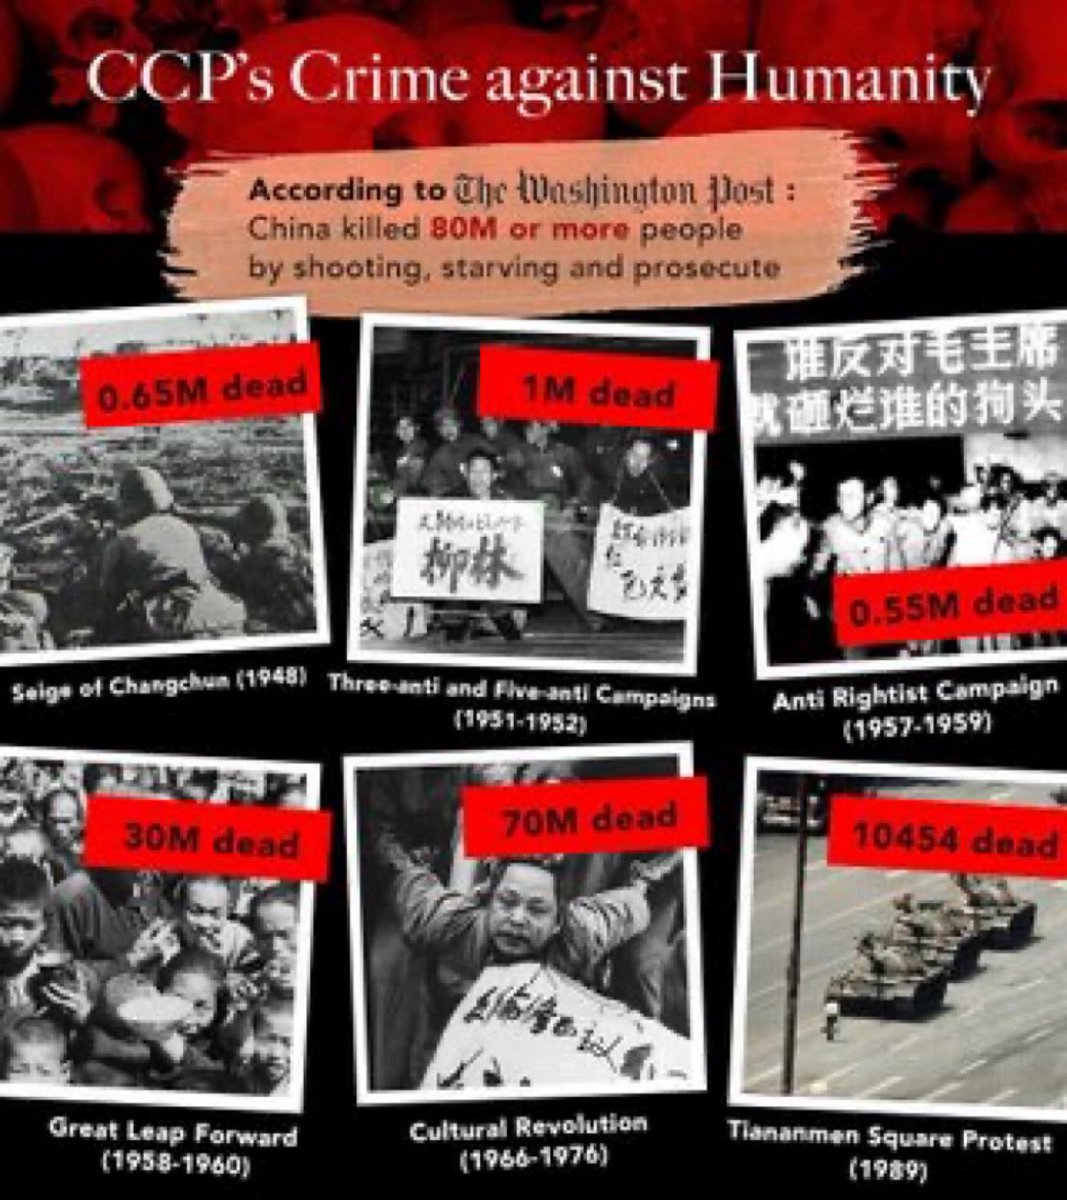 CCP's Crime against Humanity
According to The Washington Post :
China killed 80M or more people
by shooting, starving and prosecute
0.65M dead
1M dead
谁反对毛主席
就砸烂谁的狗头
柳林
0.55M dead
Seige of Changchun (1948)
Three-anti and Five-anti Campaigns
(1951-1952)
Anti Rightist Campaign
(1957-1959)
30M dead
70M dead
10454 dead
Great Leap Forward
(1958-1960)
Cultural Revolution
(1966-1976)
Tiananmen Square Protest
(1989)